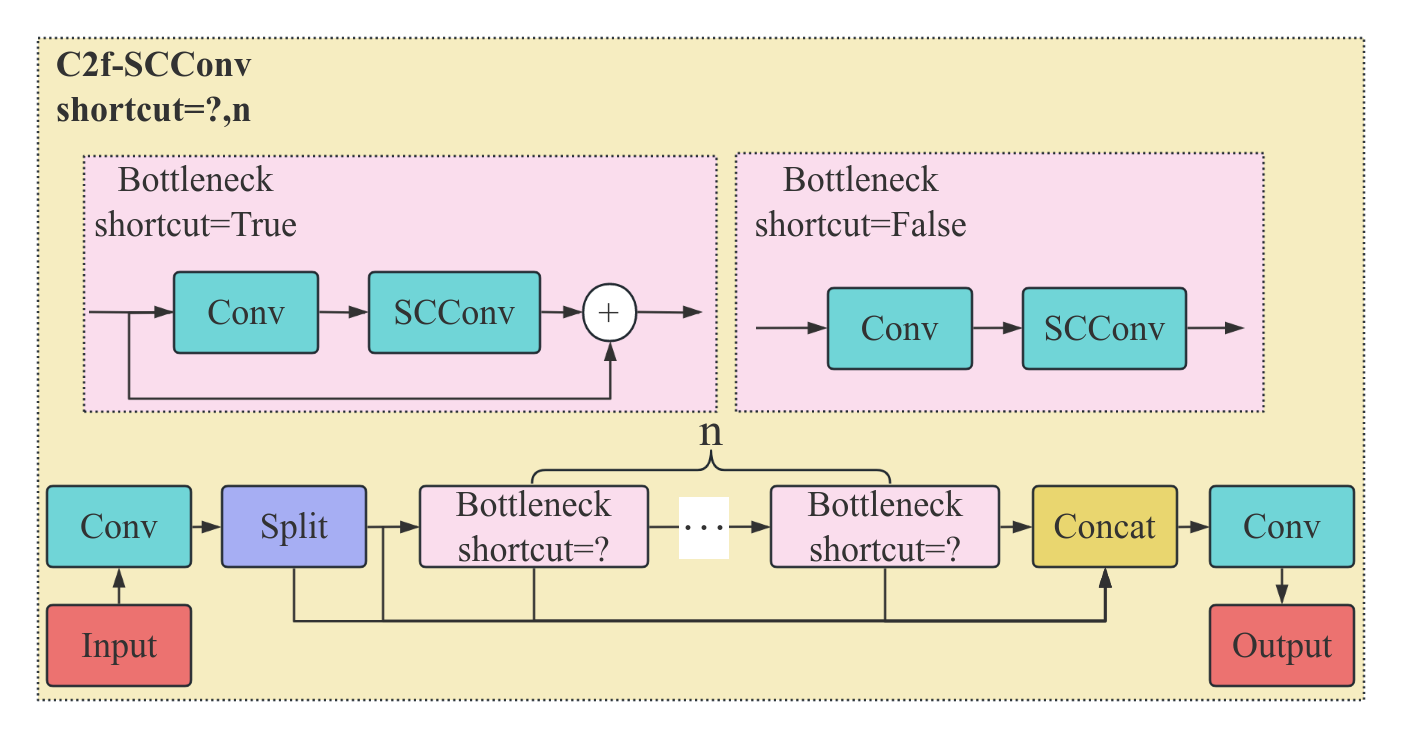 C2f-SCConv
shortcut=?,n
Bottleneck
shortcut=True
Conv
SCConv
+
Bottleneck
shortcut=False
Conv
SCConv
n
Conv
Split
Bottleneck
shortcut=?
...
Bottleneck
shortcut=?
Concat
Conv
Input
Output